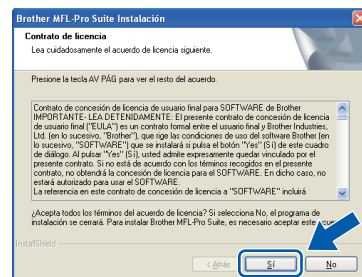 Brother MFL-Pro Suite Instalación
Contrato de licencia
Lea cuidadosamente el acuerdo de licencia siguiente.
Presione la tecla AV PÁG para ver el resto del acuerdo.
Contrato de concesión de licencia de usuario final para SOFTWARE de Brother
IMPORTANTE- LEA DETENIDAMENTE: El presente contrato de concesión de licencia
de usuario final ("EULA") es un contrato formal entre el usuario final y Brother Industries,
Ltd. (en lo sucesivo, "Brother"), que rige las condiciones de uso del software Brother (en
lo sucesivo, "SOFTWARE") que se instalará si pulsa el botón "Yes" (Sí) de este cuadro
de diálogo. Al pulsar "Yes" (Sí), usted admite expresamente quedar vinculado por el
presente contrato. Si no está de acuerdo con los términos recogidos en el presente
contrato, no obtendrá la concesión de licencia para el SOFTWARE. En dicho caso, no
estará autorizado para usar el SOFTWARE.
La referencia en este contrato de concesión de licencia a "SOFTWARE" incluirá
¿Acepta todos los términos del acuerdo de licencia? Si selecciona No, el programa de
instalación se cerrará. Para instalar Brother MFL-Pro Suite, es necesario aceptar este
InstallShield
< Atrás
Sí
No